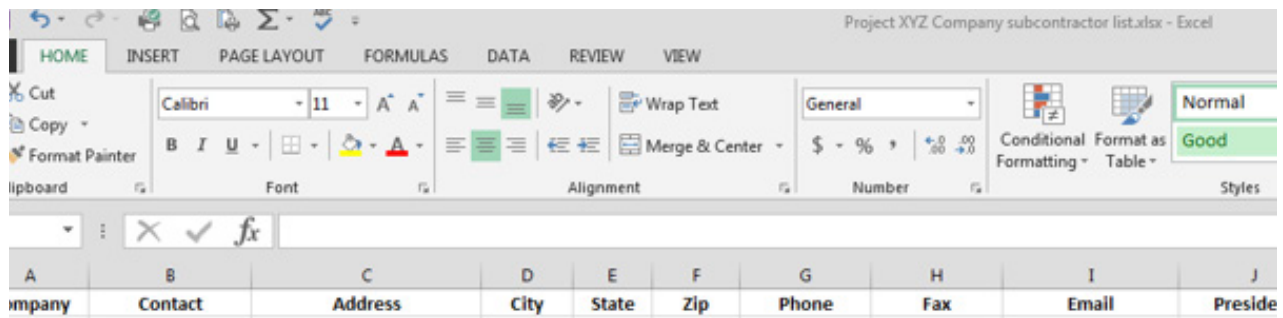 Project XYZ Company subcontractor list.xlsx - Excel
HOME INSERT PAGE LAYOUT FORMULAS DATA REVIEW VIEW
Cut
Copy
Format Painter
Calibri 11
B I U
Wrap Text
Merge & Center
General
$ % ,
Conditional Formatting
Format as Table
Normal
Good
lipboard Font Alignment Number Styles
fx
A B C D E F G H I J
ompany Contact Address City State Zip Phone Fax Email Preside